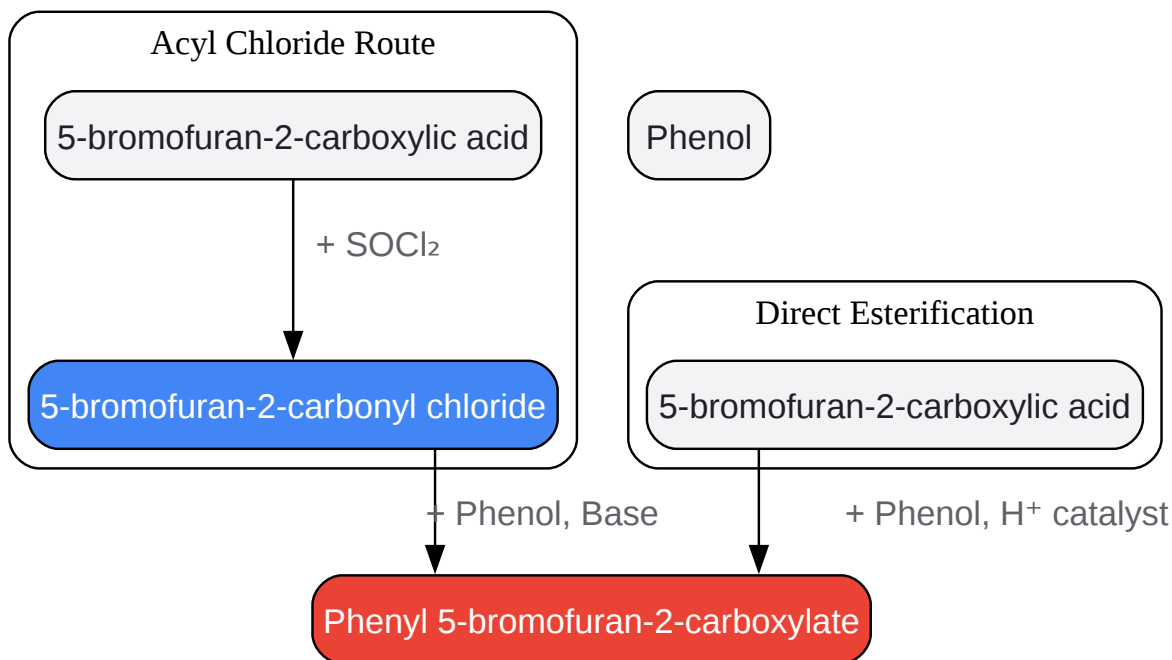 Acyl Chloride Route
5-bromofuran-2-carboxylic acid
Phenol
+ SOCl₂
Direct Esterification
5-bromofuran-2-carbonyl chloride
5-bromofuran-2-carboxylic acid
+ Phenol, Base
+ Phenol, H⁺ catalyst
Phenyl 5-bromofuran-2-carboxylate